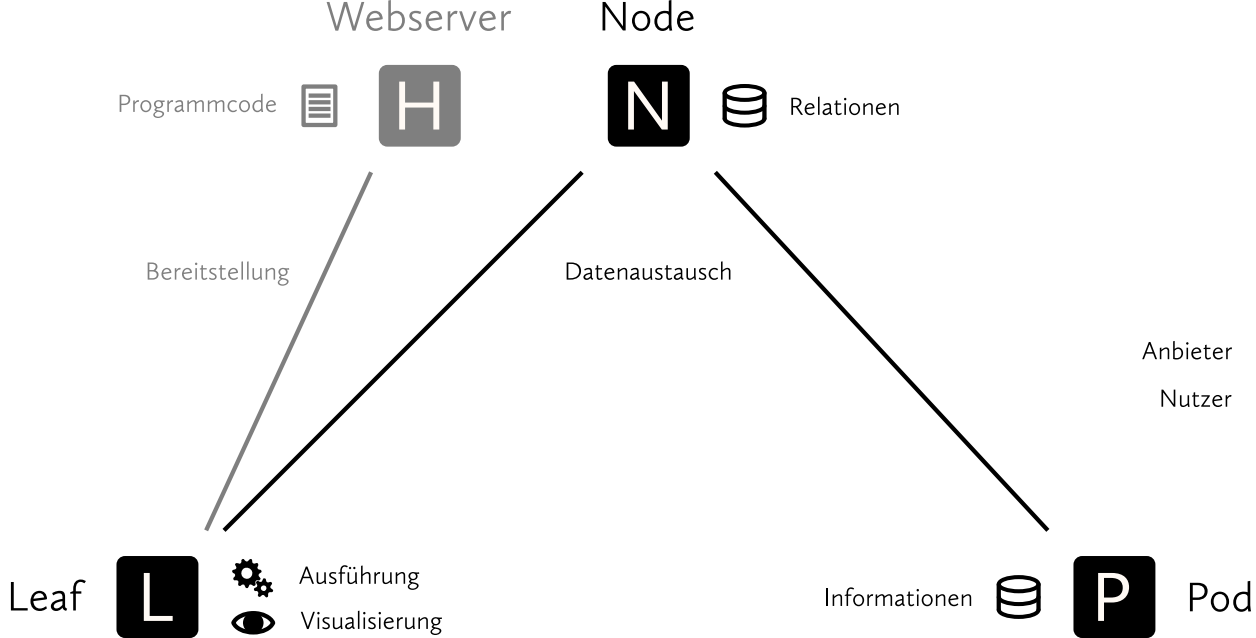 Webserver
Node
Programmcode
H
N
Relationen
Bereitstellung
Datenaustausch
Anbieter
Nutzer
Leaf
L
Ausführung
Visualisierung
Informationen
P
Pod